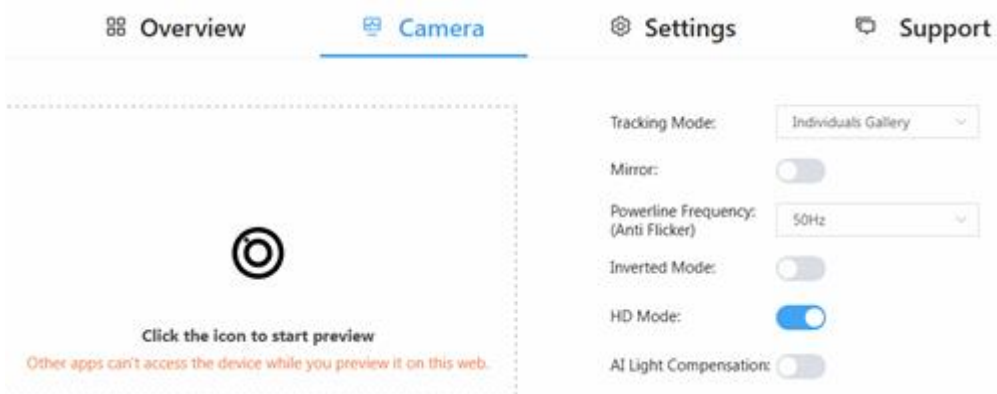 Overview
Camera
Settings
Support
Click the icon to start preview
Other apps can't access the device while you preview it on this web.
Tracking Mode:
Individuals Gallery
Mirror:
Powerline Frequency:
(Anti Flicker)
50Hz
Inverted Mode:
HD Mode:
AI Light Compensation: